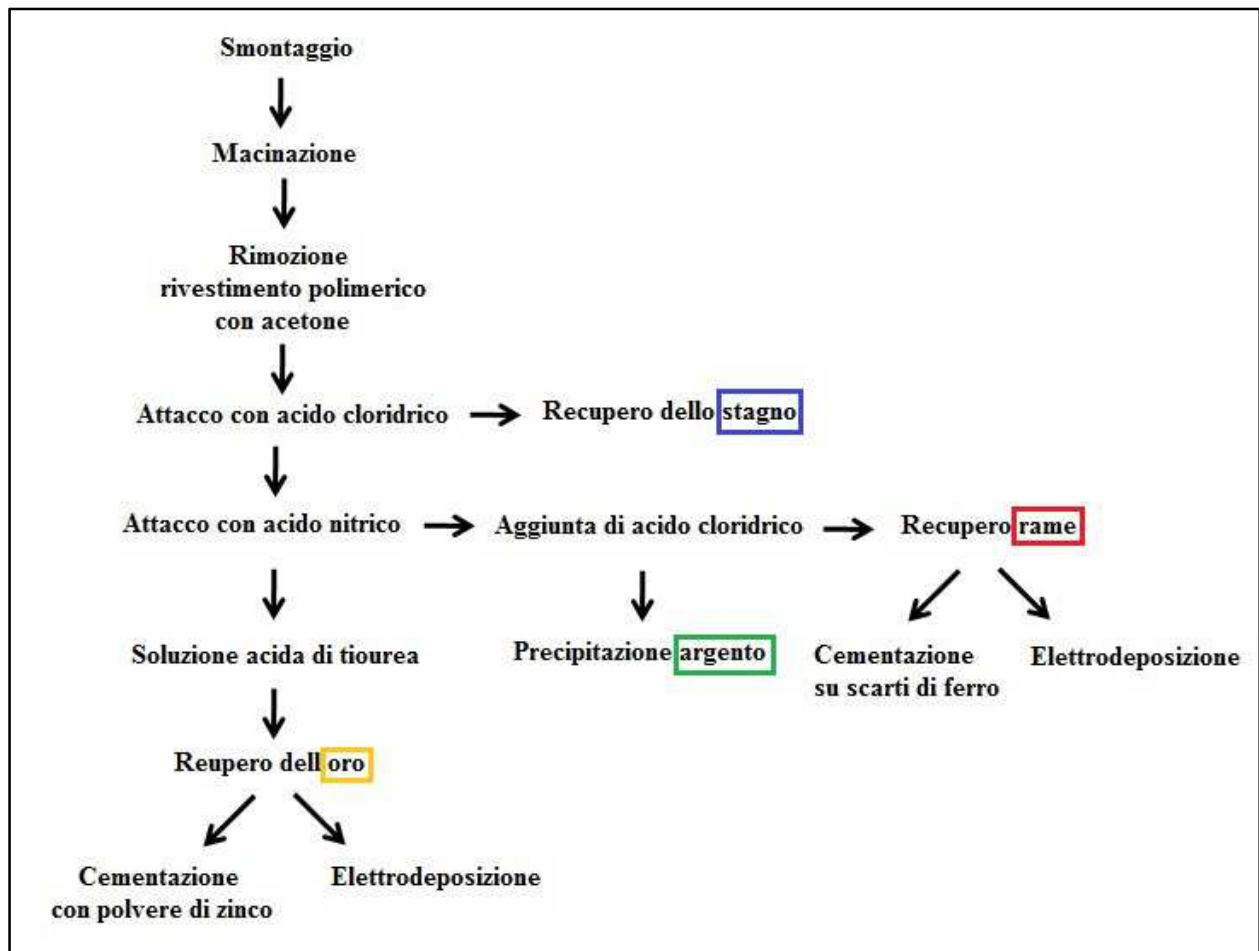 Smontaggio
Macinazione
Rimozione
rivestimento polimerico
con acetone
Attacco con acido cloridrico
Recupero dello stagno
Attacco con acido nitrico
Aggiunta di acido cloridrico
Recupero rame
Soluzione acida di tiourea
Precipitazione argento
Cementazione
su scarti di ferro
Elettrodeposizione
Reupero dell oro
Cementazione
con polvere di zinco
Elettrodeposizione